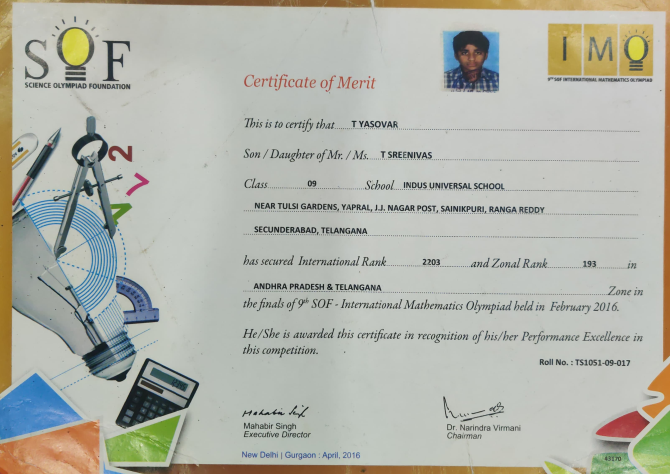 SOF
SCIENCE OLYMPIAD FOUNDATION
IMO
9TH SOF INTERNATIONAL MATHEMATICS OLYMPIAD
Certificate of Merit
This is to certify that T YASOVAR
Son / Daughter of Mr. / Ms. T SREENIVAS
Class 09 School INDUS UNIVERSAL SCHOOL
NEAR TULSI GARDENS, YAPRAL, J.J. NAGAR POST, SAINIKPURI, RANGA REDDY
SECUNDERABAD, TELANGANA
has secured International Rank 2203 and Zonal Rank 193 in
ANDHRA PRADESH & TELANGANA Zone in
the finals of 9th SOF - International Mathematics Olympiad held in February 2016.
He/She is awarded this certificate in recognition of his/her Performance Excellence in
this competition.
Roll No. : TS1051-09-017
Mahabir Singh
Mahabir Singh
Executive Director
Dr. Narindra Virmani
Chairman
New Delhi | Gurgaon : April, 2016
45170